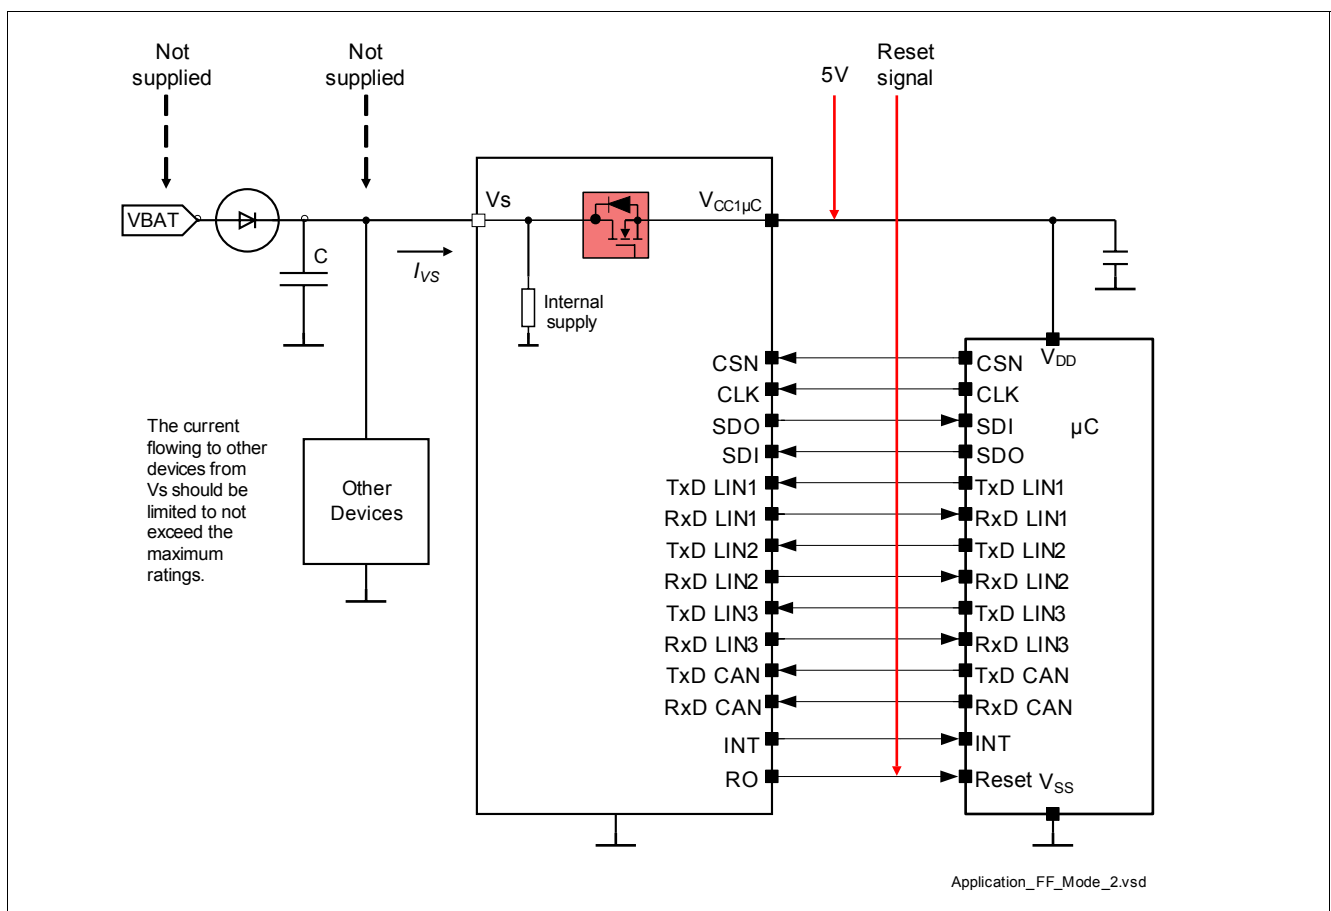 Not
supplied
Not
supplied
5V
Reset
signal
VBAT
C
IVS
Vs
VCC1µC
Internal
supply
The current
flowing to other
devices from
Vs should be
limited to not
exceed the
maximum
ratings.
Other
Devices
VDD
µC
CSN
CSN
CLK
CLK
SDO
SDI
SDI
SDO
TxD LIN1
TxD LIN1
RxD LIN1
RxD LIN1
TxD LIN2
TxD LIN2
RxD LIN2
RxD LIN2
TxD LIN3
TxD LIN3
RxD LIN3
RxD LIN3
TxD CAN
TxD CAN
RxD CAN
RxD CAN
INT
INT
RO
Reset VSS
Application_FF_Mode_2.vsd